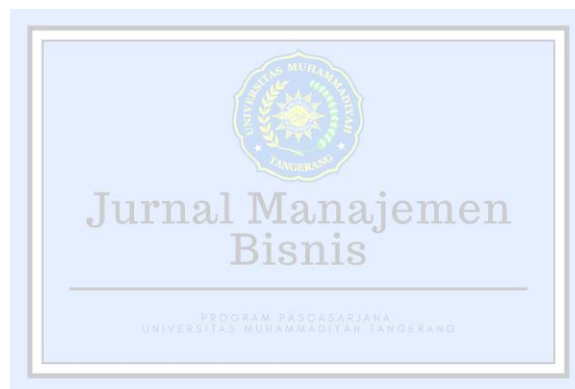 UNIVERSITAS MUHAMMADIYAH
TANGERANG
Jurnal Manajemen
Bisnis
PROGRAM PASCASARJANA
UNIVERSITAS MUHAMMADIYAH TANGERANG